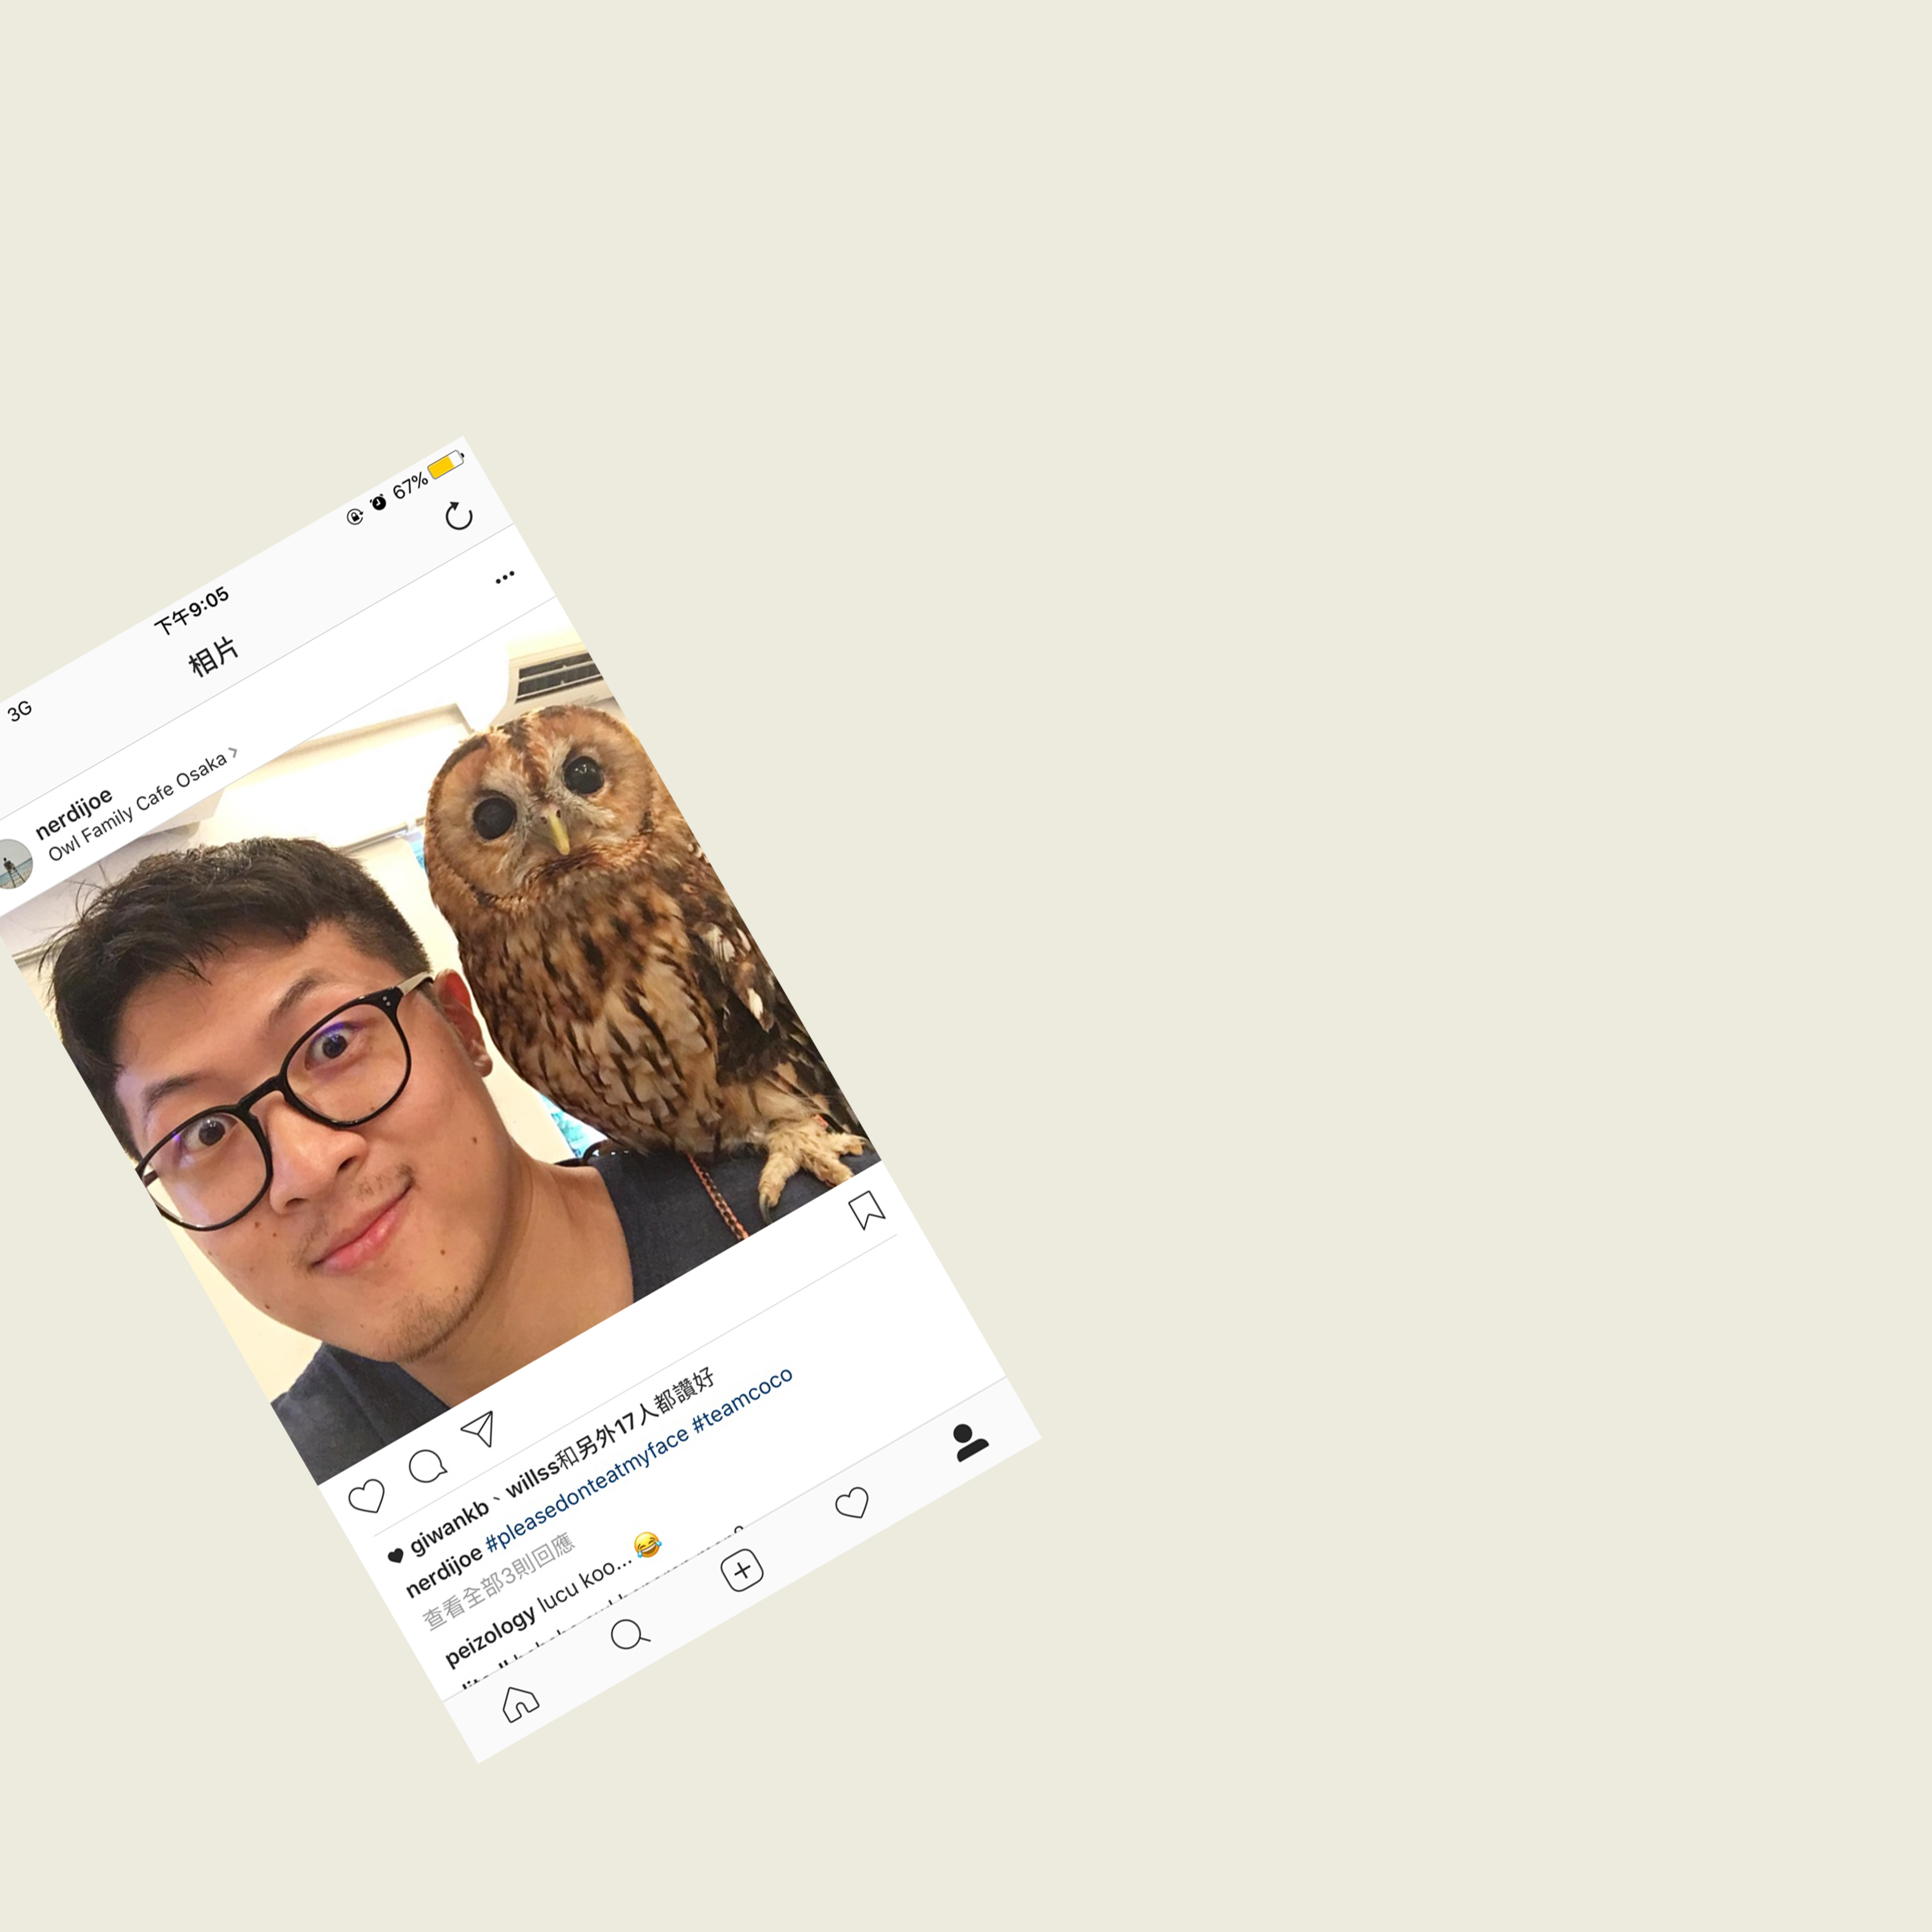 3G 下午9:05 67%
相片
nerdijoe
Owl Family Cafe Osaka
giwankb、willss和另外17人都讚好
nerdijoe #pleasedonteatmyface #teamcoco
查看全部3則回應
peizology lucu koo... 😂